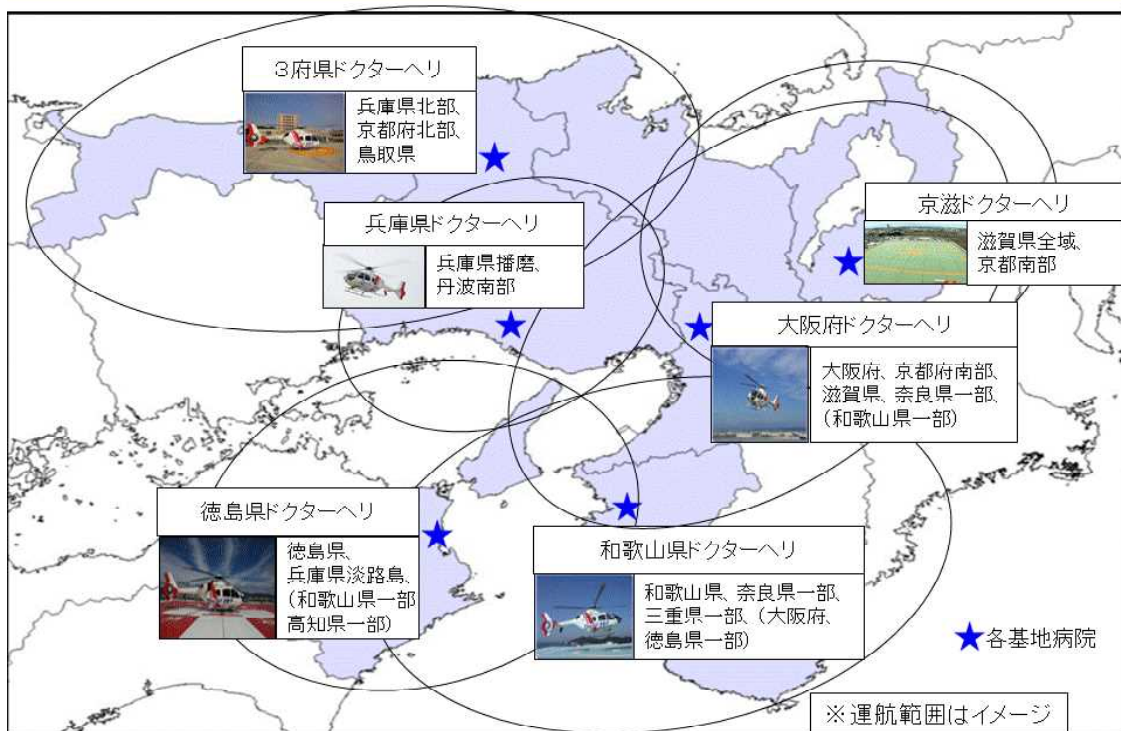 ３府県ドクターヘリ
兵庫県北部、
京都府北部、
鳥取県
兵庫県ドクターヘリ
兵庫県播磨、
丹波南部
京滋ドクターヘリ
滋賀県全域、
京都南部
大阪府ドクターヘリ
大阪府、京都府南部、
滋賀県、奈良県一部、
（和歌山県一部）
徳島県ドクターヘリ
徳島県、
兵庫県淡路島、
（和歌山県一部
高知県一部）
和歌山県ドクターヘリ
和歌山県、奈良県一部、
三重県一部、（大阪府、
徳島県一部）
各基地病院
※運航範囲はイメージ